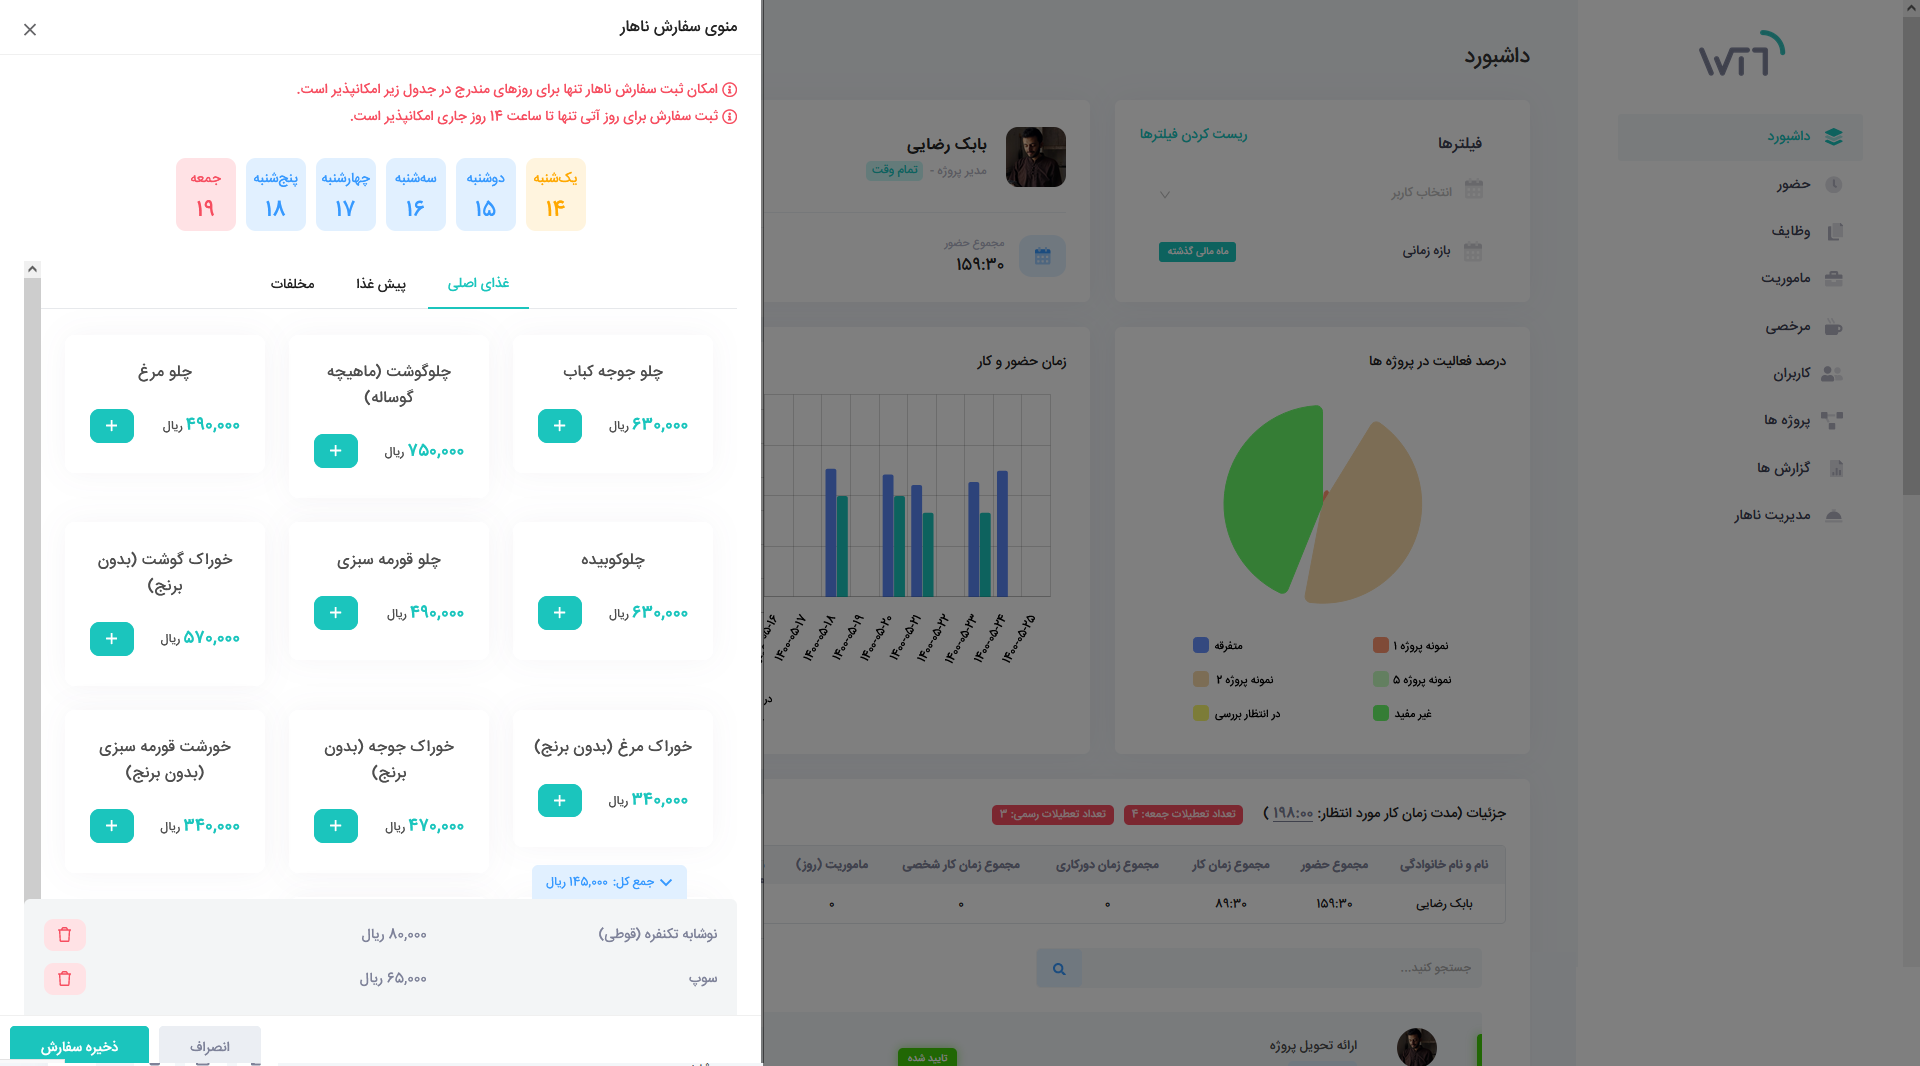 منوی سفارش ناهار
امکان ثبت سفارش ناهار تنها برای روزهای مندرج در جدول زیر امکانپذیر است.
ثبت سفارش برای روز آتی تنها تا ساعت ۱۴ روز جاری امکانپذیر است.
یک‌شنبه دوشنبه سه‌شنبه چهارشنبه پنج‌شنبه جمعه
۱۴ ۱۵ ۱۶ ۱۷ ۱۸ ۱۹
غذای اصلی پیش غذا مخلفات
چلو جوجه کباب
۶۳۰,۰۰۰ ریال
چلوگوشت (ماهیچه
گوساله)
۷۵۰,۰۰۰ ریال
چلو مرغ
۴۹۰,۰۰۰ ریال
چلوکوبیده
۶۳۰,۰۰۰ ریال
چلو قورمه سبزی
۴۹۰,۰۰۰ ریال
خوراک گوشت (بدون
برنج)
۵۷۰,۰۰۰ ریال
خوراک مرغ (بدون برنج)
۳۴۰,۰۰۰ ریال
خوراک جوجه (بدون
برنج)
۴۷۰,۰۰۰ ریال
خورشت قورمه سبزی
(بدون برنج)
۳۴۰,۰۰۰ ریال
جمع کل: ۱۴۵,۰۰۰ ریال
نوشابه تکنفره (قوطی) ۸۰,۰۰۰ ریال
سوپ ۶۵,۰۰۰ ریال
انصراف ذخیره سفارش
WIT
داشبورد
حضور
وظایف
ماموریت
مرخصی
کاربران
پروژه ها
گزارش ها
مدیریت ناهار
داشبورد
فیلترها ریست کردن فیلترها
انتخاب کاربر
بازه زمانی ماه مالی گذشته
بابک رضایی
مدیر پروژه - تمام وقت
مجموع حضور
۱۵۹:۳۰
درصد فعالیت در پروژه ها
نمونه پروژه ۱ متفرقه
نمونه پروژه ۵ نمونه پروژه ۲
غیر مفید در انتظار بررسی
زمان حضور و کار
۱۴۰۰-۰۵-۱۷ ۱۴۰۰-۰۵-۱۸ ۱۴۰۰-۰۵-۱۹ ۱۴۰۰-۰۵-۲۰ ۱۴۰۰-۰۵-۲۱ ۱۴۰۰-۰۵-۲۲ ۱۴۰۰-۰۵-۲۳ ۱۴۰۰-۰۵-۲۴ ۱۴۰۰-۰۵-۲۵
جزئیات (مدت زمان کار مورد انتظار: ۱۹۸:۰۰ ) تعداد تعطیلات جمعه: ۴ تعداد تعطیلات رسمی: ۳
نام و نام خانوادگی مجموع حضور مجموع زمان کار مجموع زمان دورکاری مجموع زمان کار شخصی ماموریت (روز)
بابک رضایی ۱۵۹:۳۰ ۸۹:۳۰ ۰ ۰ ۰
جستجو کنید...
ارائه تحویل پروژه
تایید شده